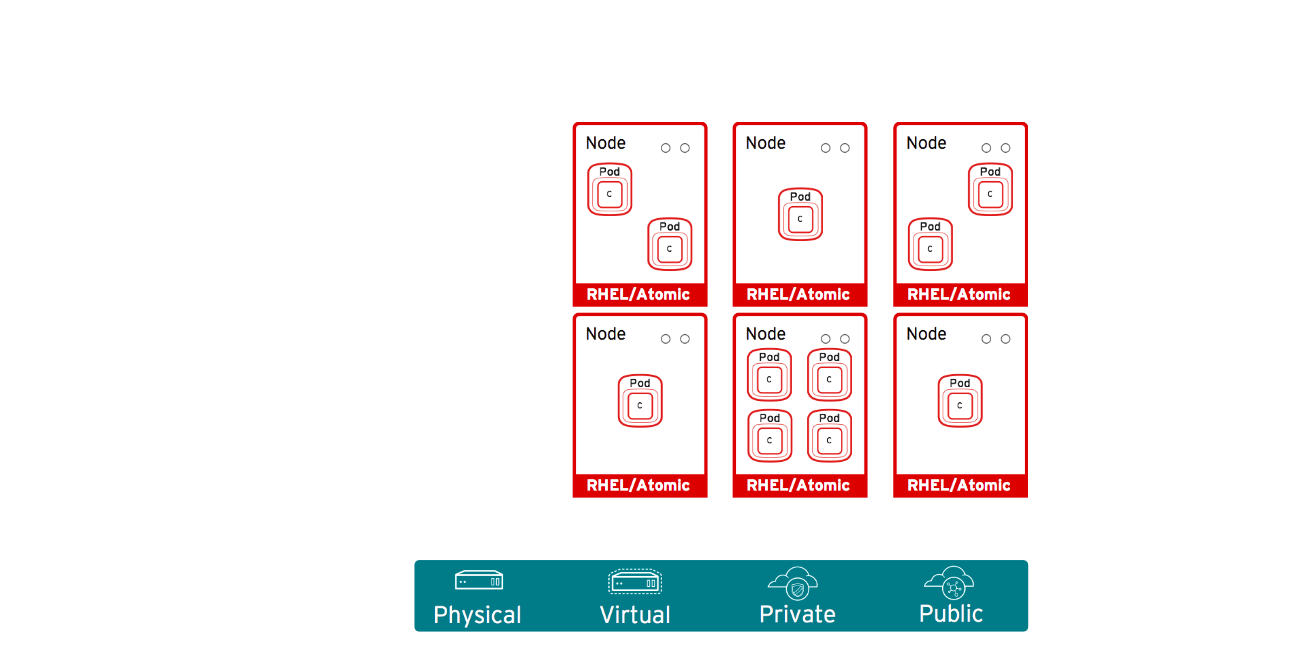 Node
Node
Node
Pod
Pod
C
C
Pod
C
Pod
Pod
C
C
RHEL/Atomic
RHEL/Atomic
RHEL/Atomic
Node
Node
Node
Pod
Pod
C
C
Pod
Pod
C
C
Pod
Pod
C
C
RHEL/Atomic
RHEL/Atomic
RHEL/Atomic
Physical
Virtual
Private
Public